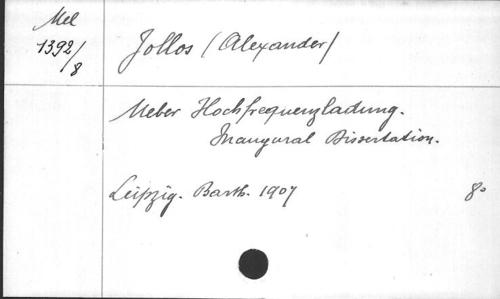 Mel
1392/8
Jollos (Alexander)
Ueber Hochfrequenzladung.
Inaugural Dissertation.
Leipzig. Barth. 1907 8°